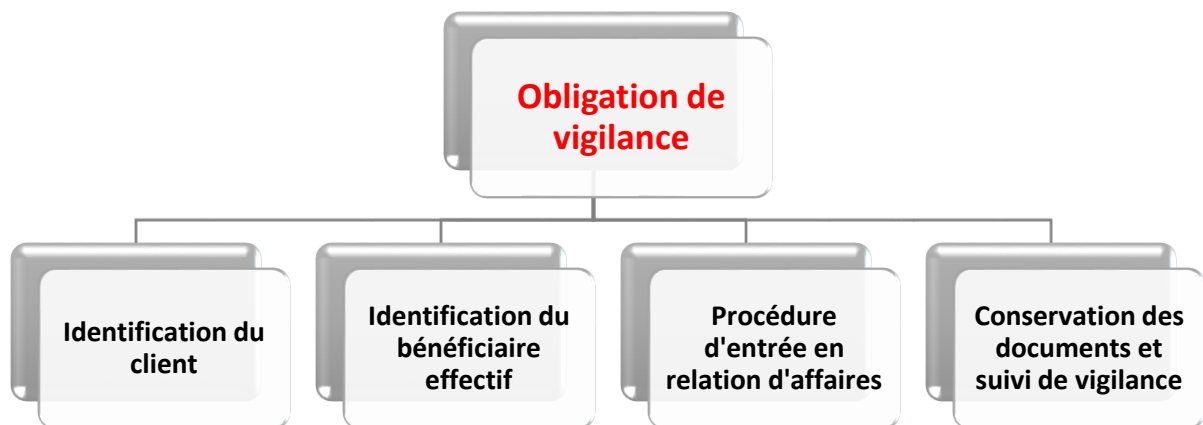 Obligation de
vigilance
Identification du
client
Identification du
bénéficiaire
effectif
Procédure
d'entrée en
relation d'affaires
Conservation des
documents et
suivi de vigilance